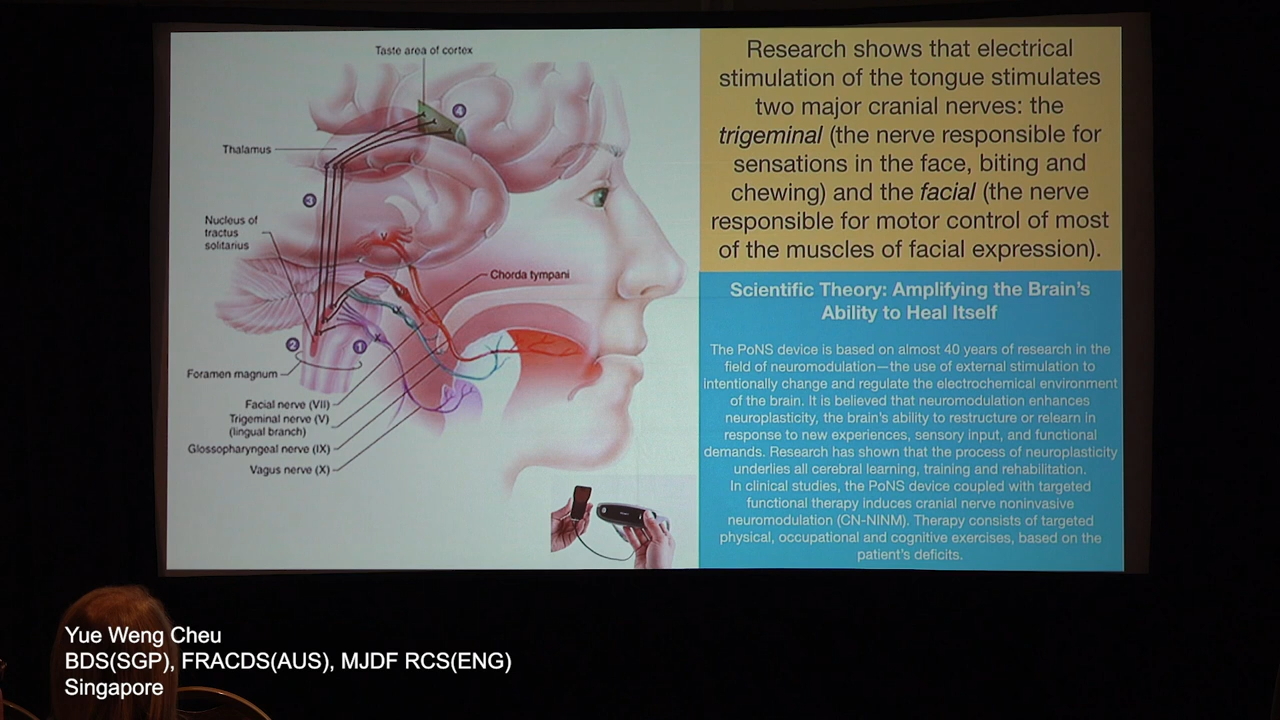 Taste area of cortex
4
Thalamus
3
Nucleus of
tractus
solitarius
V
Chorda tympani
2
1
Foramen magnum
Facial nerve (VII)
Trigeminal nerve (V)
(lingual branch)
Glossopharyngeal nerve (IX)
Vagus nerve (X)
Research shows that electrical
stimulation of the tongue stimulates
two major cranial nerves: the
trigeminal (the nerve responsible for
sensations in the face, biting and
chewing) and the facial (the nerve
responsible for motor control of most
of the muscles of facial expression).
Scientific Theory: Amplifying the Brain's
Ability to Heal Itself
The PoNS device is based on almost 40 years of research in the
field of neuromodulation—the use of external stimulation to
intentionally change and regulate the electrochemical environment
of the brain. It is believed that neuromodulation enhances
neuroplasticity, the brain's ability to restructure or relearn in
response to new experiences, sensory input, and functional
demands. Research has shown that the process of neuroplasticity
underlies all cerebral learning, training and rehabilitation.
In clinical studies, the PoNS device coupled with targeted
functional therapy induces cranial nerve noninvasive
neuromodulation (CN-NINM). Therapy consists of targeted
physical, occupational and cognitive exercises, based on the
patient's deficits.
Yue Weng Cheu
BDS(SGP), FRACDS(AUS), MJDF RCS(ENG)
Singapore